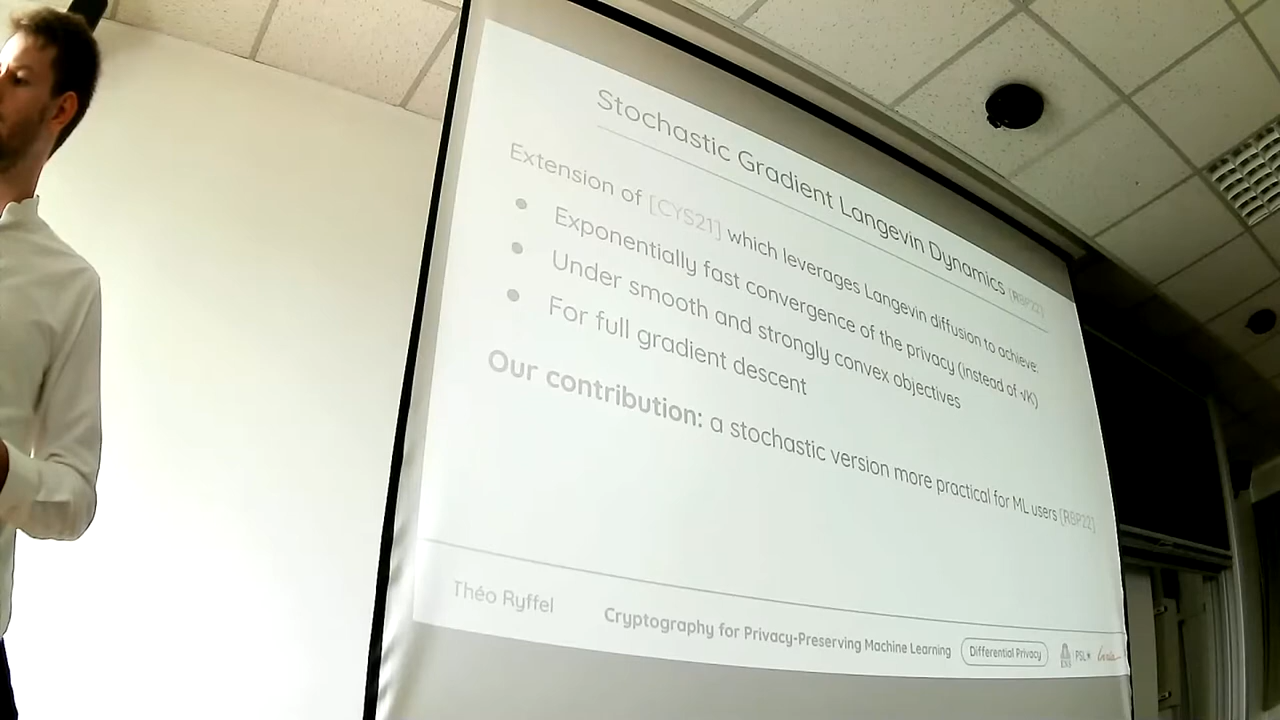 Stochastic Gradient Langevin Dynamics [RBP22]
Extension of [CYS21] which leverages Langevin diffusion to achieve:
• Exponentially fast convergence of the privacy (instead of √K)
• Under smooth and strongly convex objectives
• For full gradient descent
Our contribution: a stochastic version more practical for ML users [RBP22]
Théo Ryffel
Cryptography for Privacy-Preserving Machine Learning
Differential Privacy
ENS
PSL★
Inria